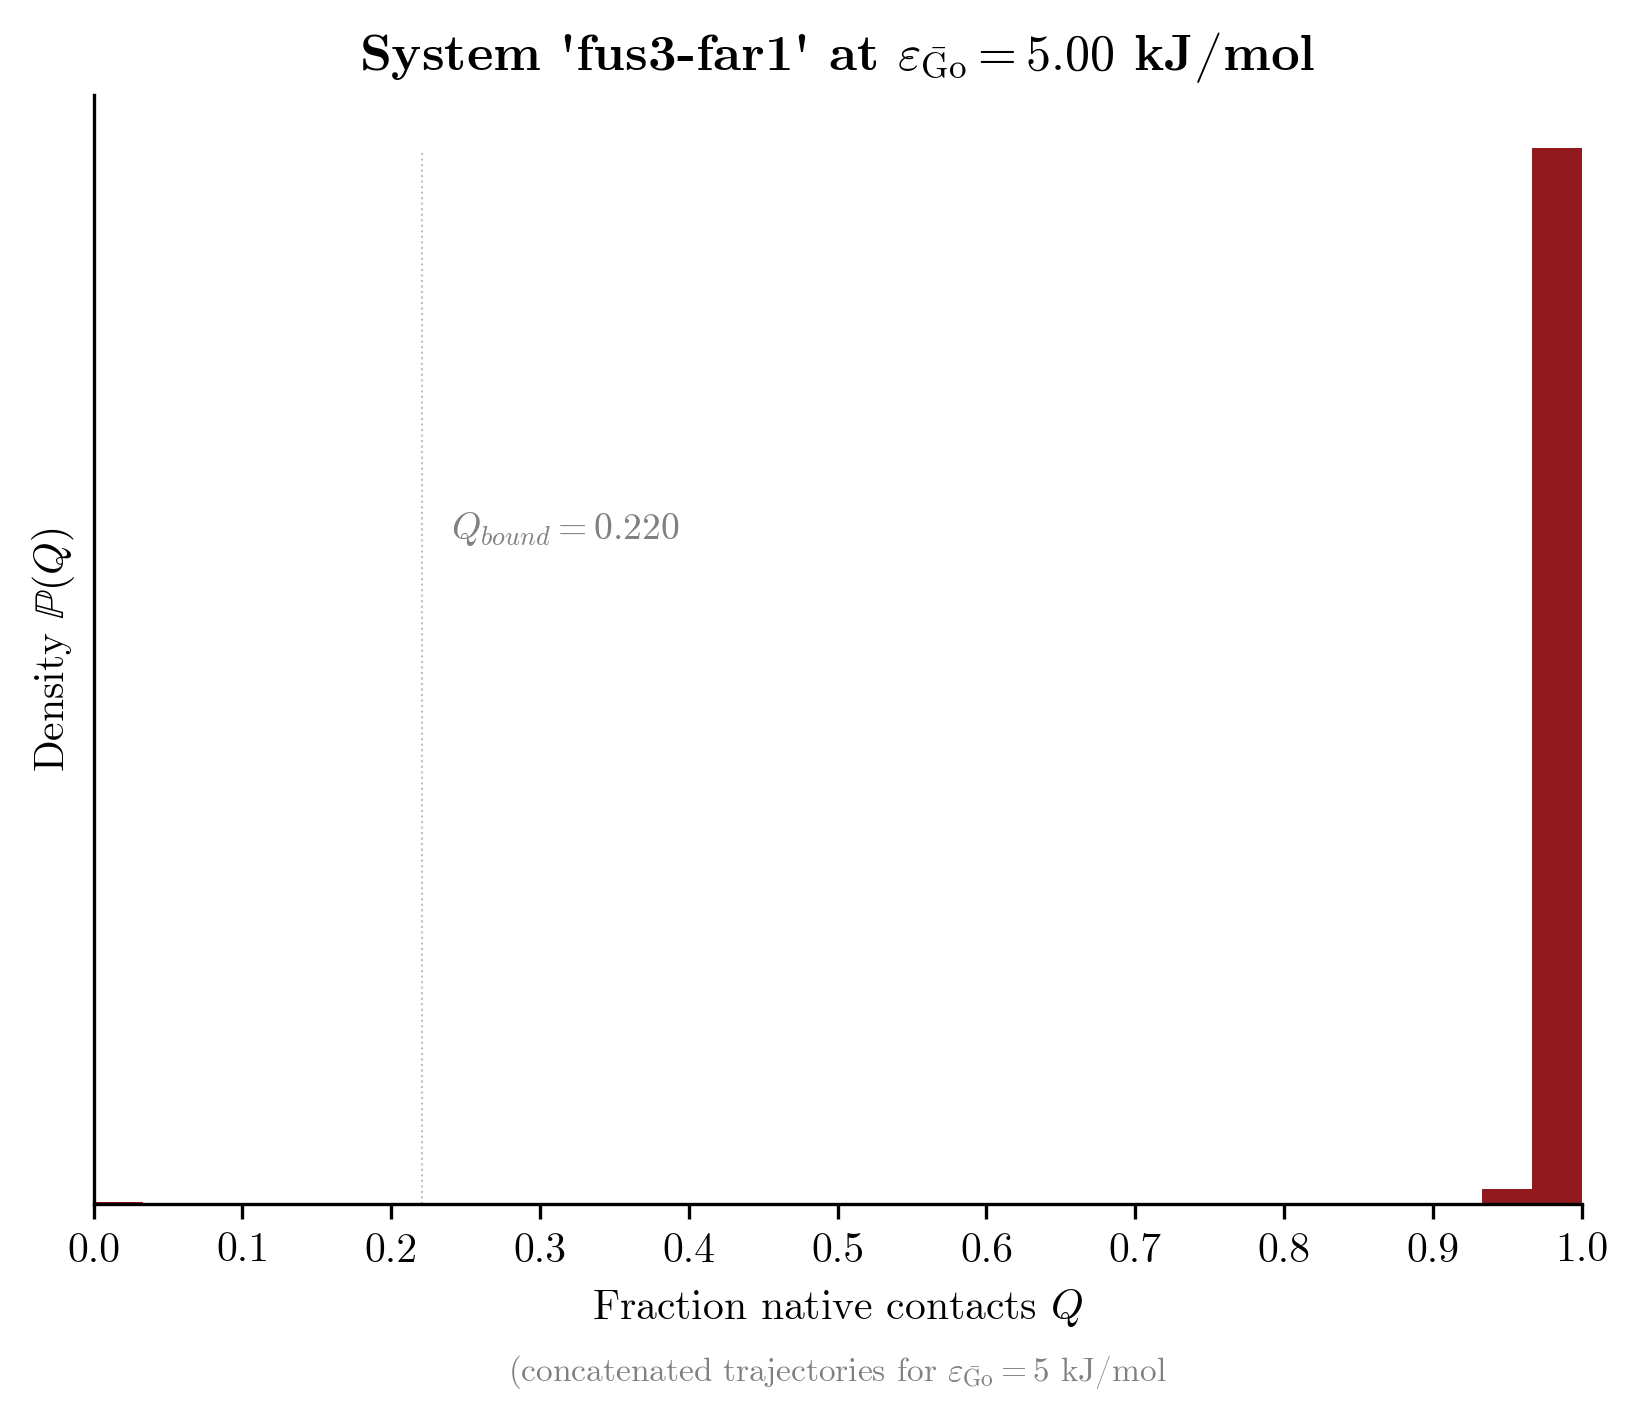 System 'fus3-far1' at ε_Ḡo = 5.00 kJ/mol
Density ℙ(Q)
Q_bound = 0.220
0.0 0.1 0.2 0.3 0.4 0.5 0.6 0.7 0.8 0.9 1.0
Fraction native contacts Q
(concatenated trajectories for ε_Ḡo = 5 kJ/mol